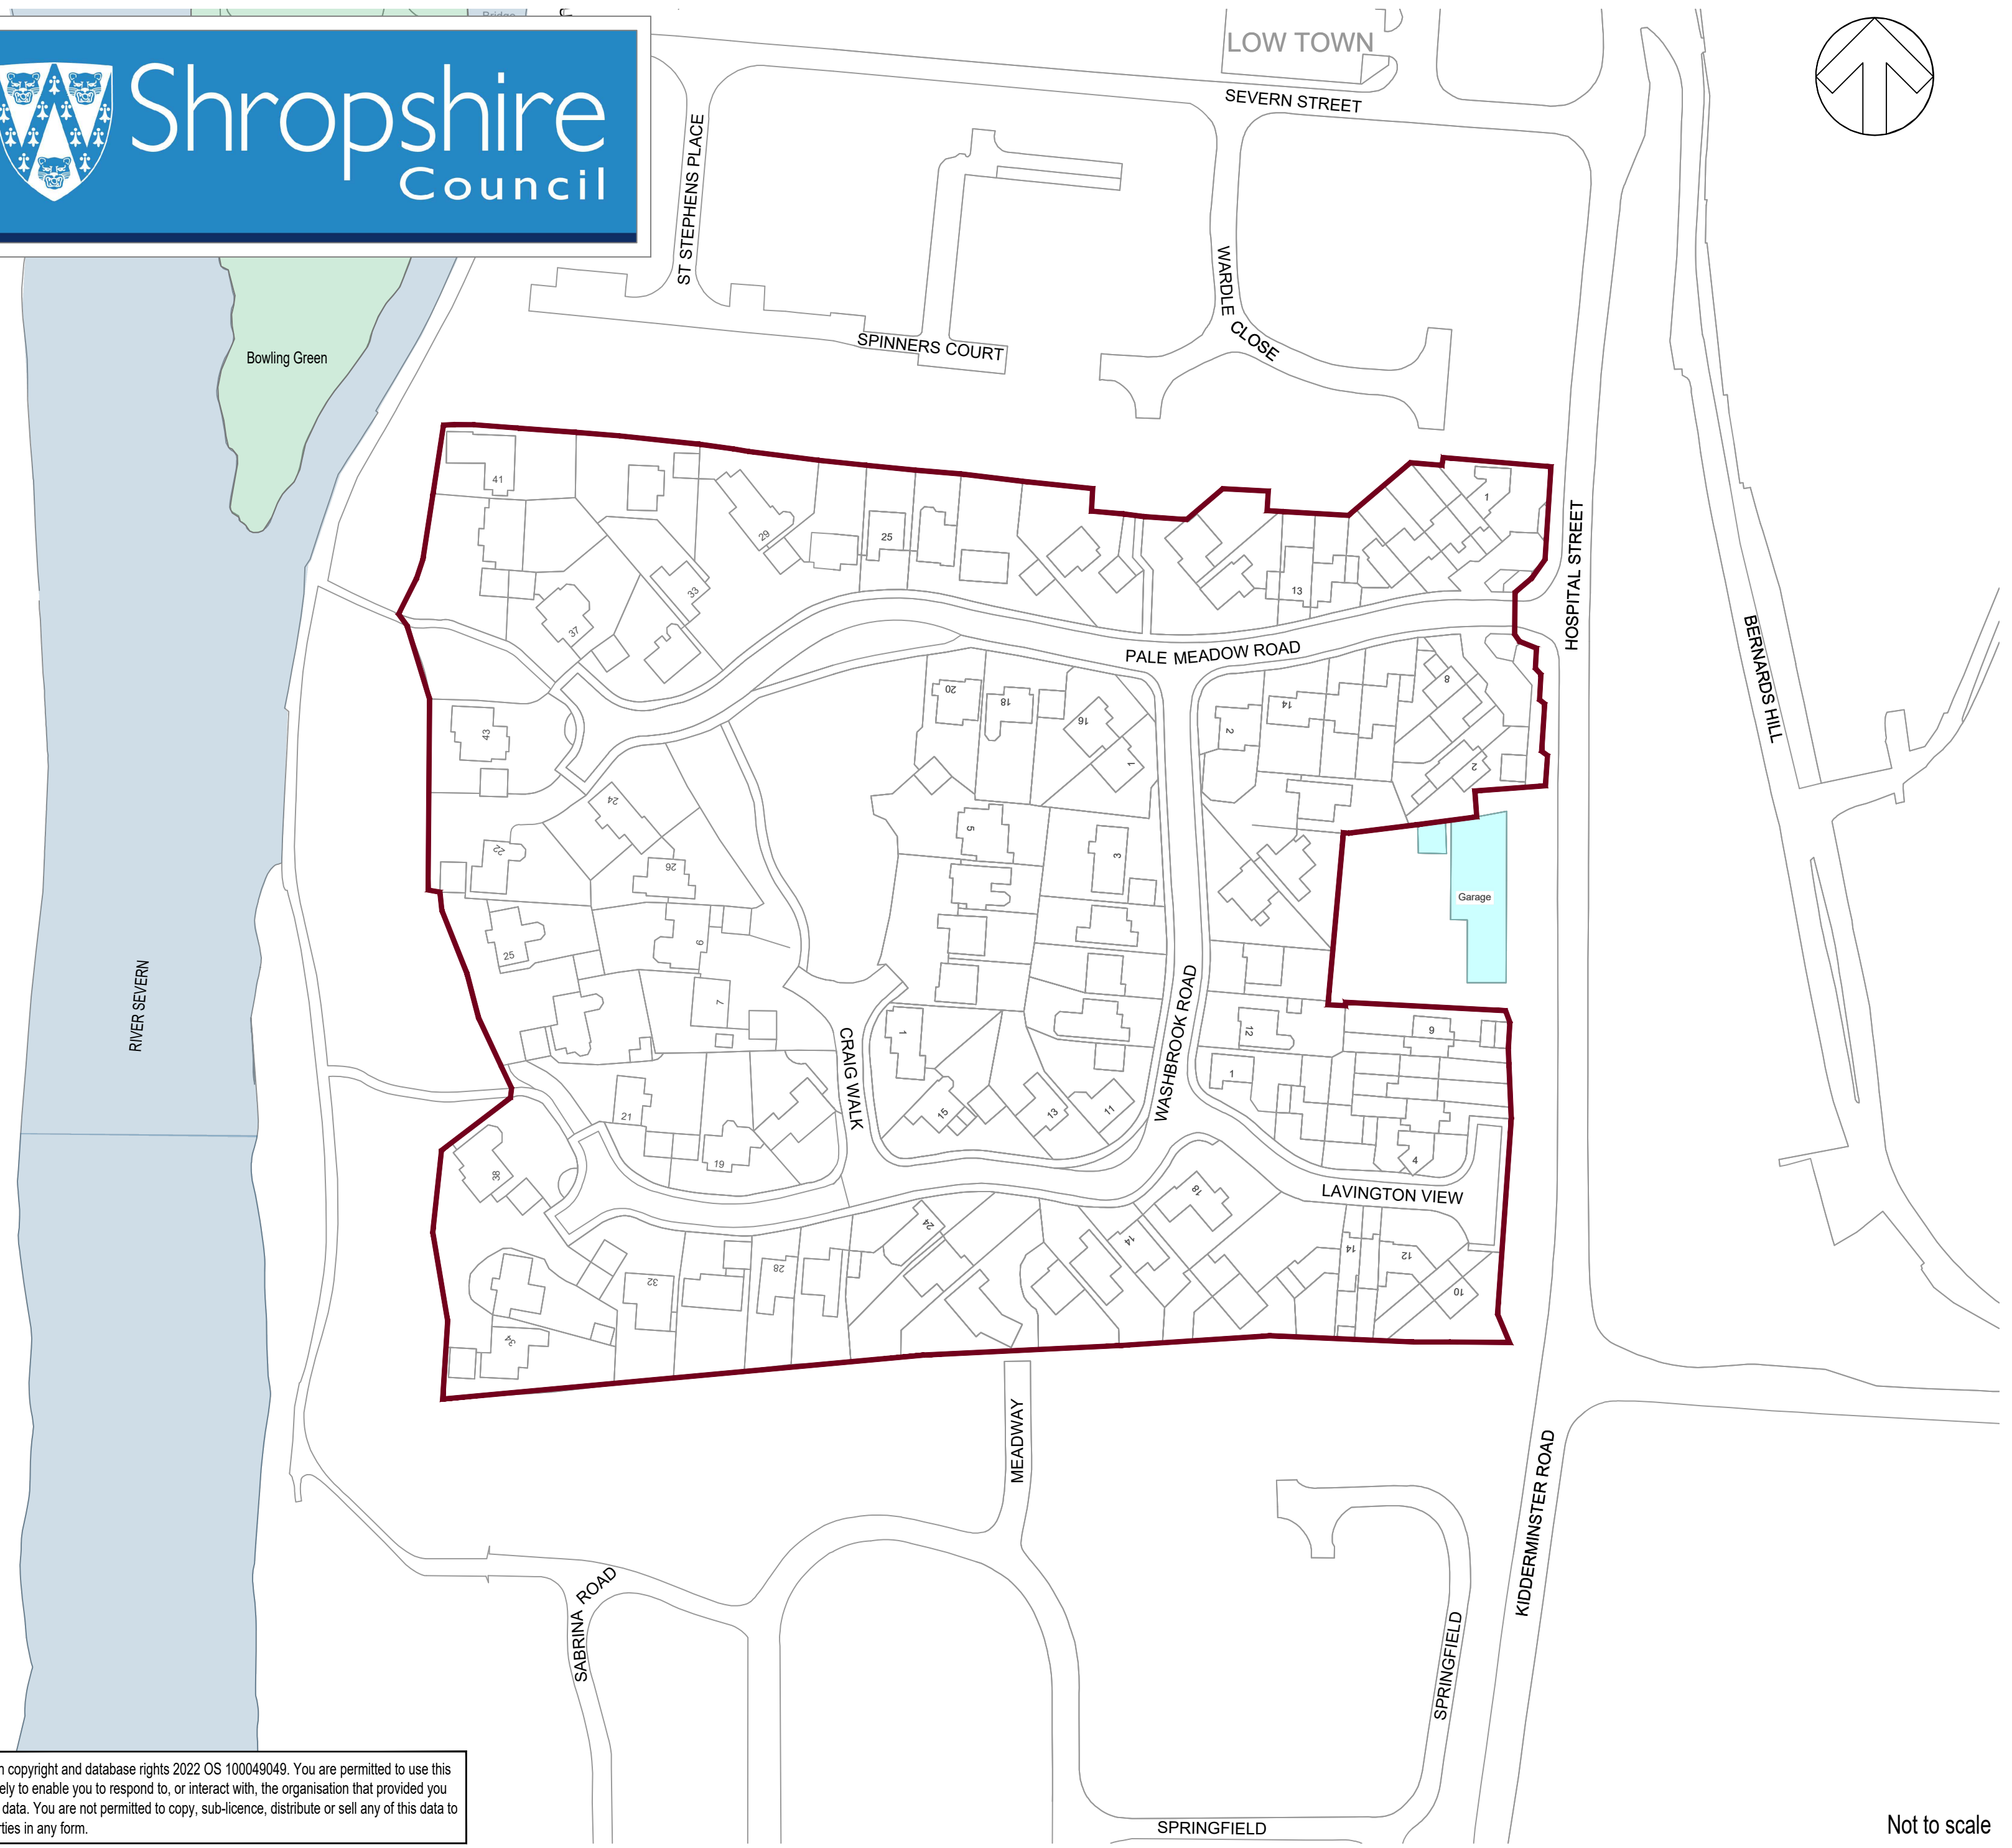 Bridge
LOW TOWN
Shropshire
Council
SEVERN STREET
ST STEPHENS PLACE
WARDLE CLOSE
SPINNERS COURT
Bowling Green
HOSPITAL STREET
BERNARDS HILL
41
29
25
1
13
33
37
PALE MEADOW ROAD
43
20
18
16
7
2
14
8
2
24
22
26
5
3
Garage
25
6
7
RIVER SEVERN
CRAIG WALK
1
WASHBROOK ROAD
12
9
1
21
19
15
13
11
4
38
18
LAVINGTON VIEW
24
14
14
12
10
32
28
34
MEADWAY
KIDDERMINSTER ROAD
SABRINA ROAD
SPRINGFIELD
SPRINGFIELD
copyright and database rights 2022 OS 100049049. You are permitted to use this
ely to enable you to respond to, or interact with, the organisation that provided you
data. You are not permitted to copy, sub-licence, distribute or sell any of this data to
rties in any form.
Not to scale